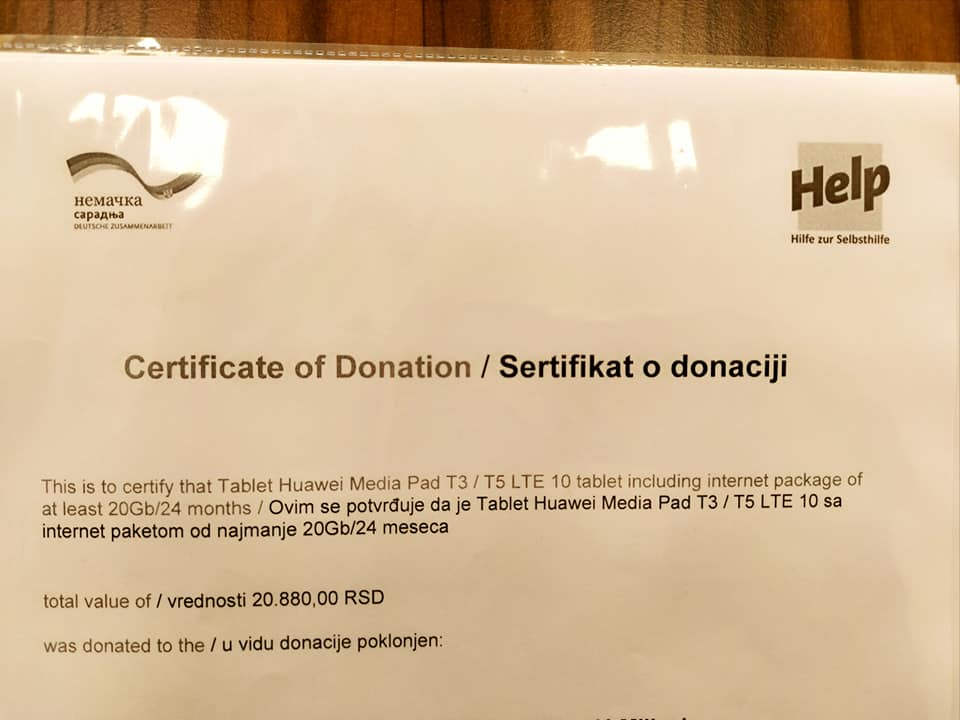 немачка
сарадња
DEUTSCHE ZUSAMMENARBEIT
Help
Hilfe zur Selbsthilfe
Certificate of Donation / Sertifikat o donaciji
This is to certify that Tablet Huawei Media Pad T3 / T5 LTE 10 tablet including internet package of
at least 20Gb/24 months / Ovim se potvrđuje da je Tablet Huawei Media Pad T3 / T5 LTE 10 sa
internet paketom od najmanje 20Gb/24 meseca
total value of / vrednosti 20.880,00 RSD
was donated to the / u vidu donacije poklonjen: